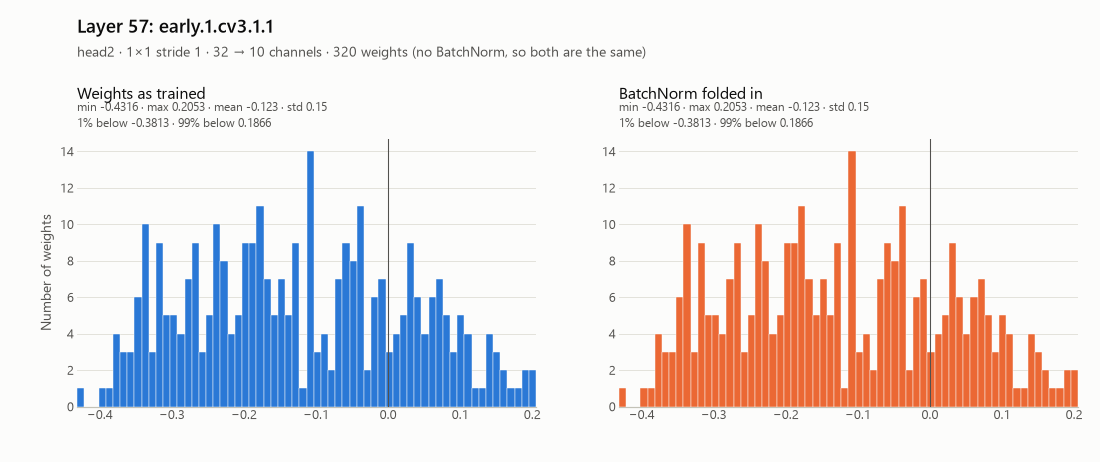 Layer 57: early.1.cv3.1.1
head2 · 1×1 stride 1 · 32 → 10 channels · 320 weights (no BatchNorm, so both are the same)
Weights as trained
min -0.4316 · max 0.2053 · mean -0.123 · std 0.15
1% below -0.3813 · 99% below 0.1866
14
12
10
8
6
4
2
0
Number of weights
−0.4 −0.3 −0.2 −0.1 0.0 0.1 0.2
BatchNorm folded in
min -0.4316 · max 0.2053 · mean -0.123 · std 0.15
1% below -0.3813 · 99% below 0.1866
14
12
10
8
6
4
2
0
−0.4 −0.3 −0.2 −0.1 0.0 0.1 0.2